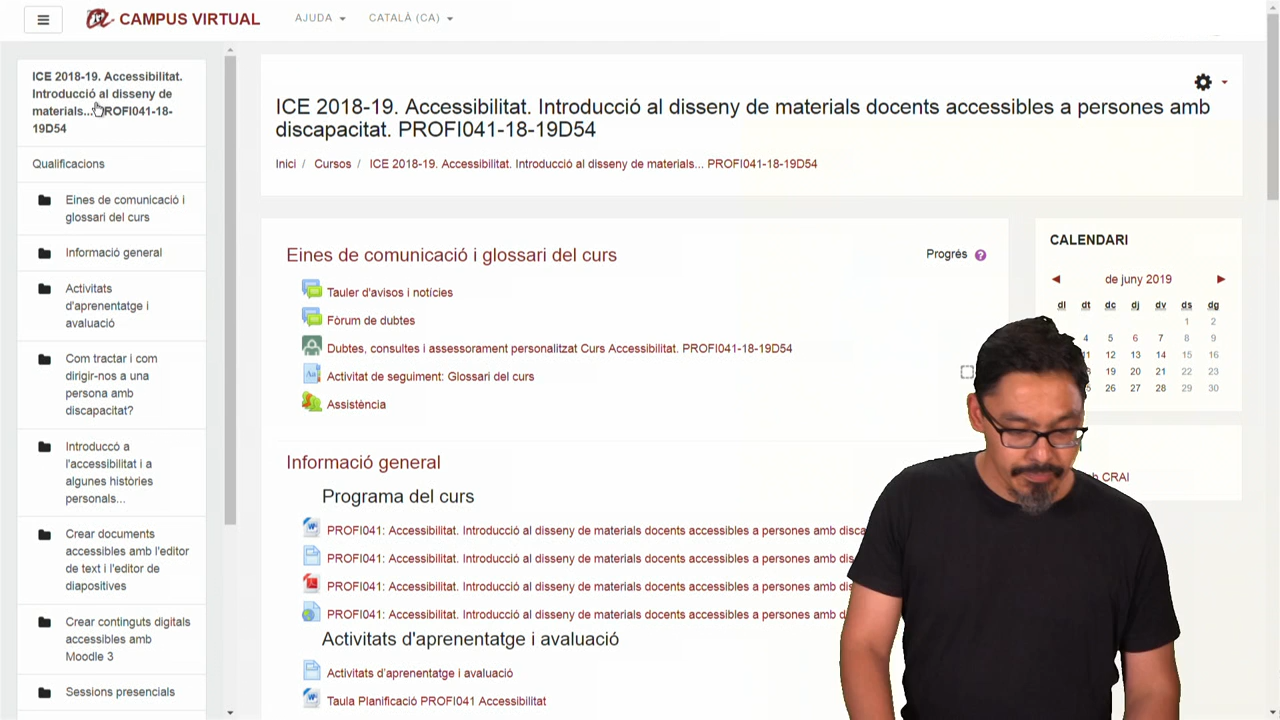 CAMPUS VIRTUAL
AJUDA
CATALÀ (CA)
ICE 2018-19. Accessibilitat.
Introducció al disseny de
materials... PROFI041-18-
19D54
Qualificacions
Eines de comunicació i
glossari del curs
Informació general
Activitats
d'aprenentatge i
avaluació
Com tractar i com
dirigir-nos a una
persona amb
discapacitat?
Introduccó a
l'accessibilitat i a
algunes històries
personals...
Crear documents
accessibles amb l'editor
de text i l'editor de
diapositives
Crear continguts digitals
accessibles amb
Moodle 3
Sessions presencials
ICE 2018-19. Accessibilitat. Introducció al disseny de materials docents accessibles a persones amb
discapacitat. PROFI041-18-19D54
Inici / Cursos / ICE 2018-19. Accessibilitat. Introducció al disseny de materials... PROFI041-18-19D54
Eines de comunicació i glossari del curs
Progrés ?
Tauler d'avisos i notícies
Fòrum de dubtes
Dubtes, consultes i assessorament personalitzat Curs Accessibilitat. PROFI041-18-19D54
Activitat de seguiment: Glossari del curs
Assistència
Informació general
Programa del curs
PROFI041: Accessibilitat. Introducció al disseny de materials docents accessibles a persones amb
PROFI041: Accessibilitat. Introducció al disseny de materials docents accessibles a persones amb
PROFI041: Accessibilitat. Introducció al disseny de materials docents accessibles a persones amb
PROFI041: Accessibilitat. Introducció al disseny de materials docents accessibles a persones amb
Activitats d'aprenentatge i avaluació
Activitats d'aprenentatge i avaluació
Taula Planificació PROFI041 Accessibilitat
CALENDARI
de juny 2019
dl dt dc dj dv ds dg
1 2
4 5 6 7 8 9
11 12 13 14 15 16
19 20 21 22 23
26 27 28 29 30
CRAI